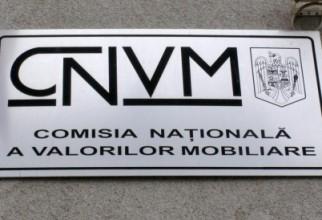 CNVM
COMISIA NAȚIONALĂ
A VALORILOR MOBILIARE